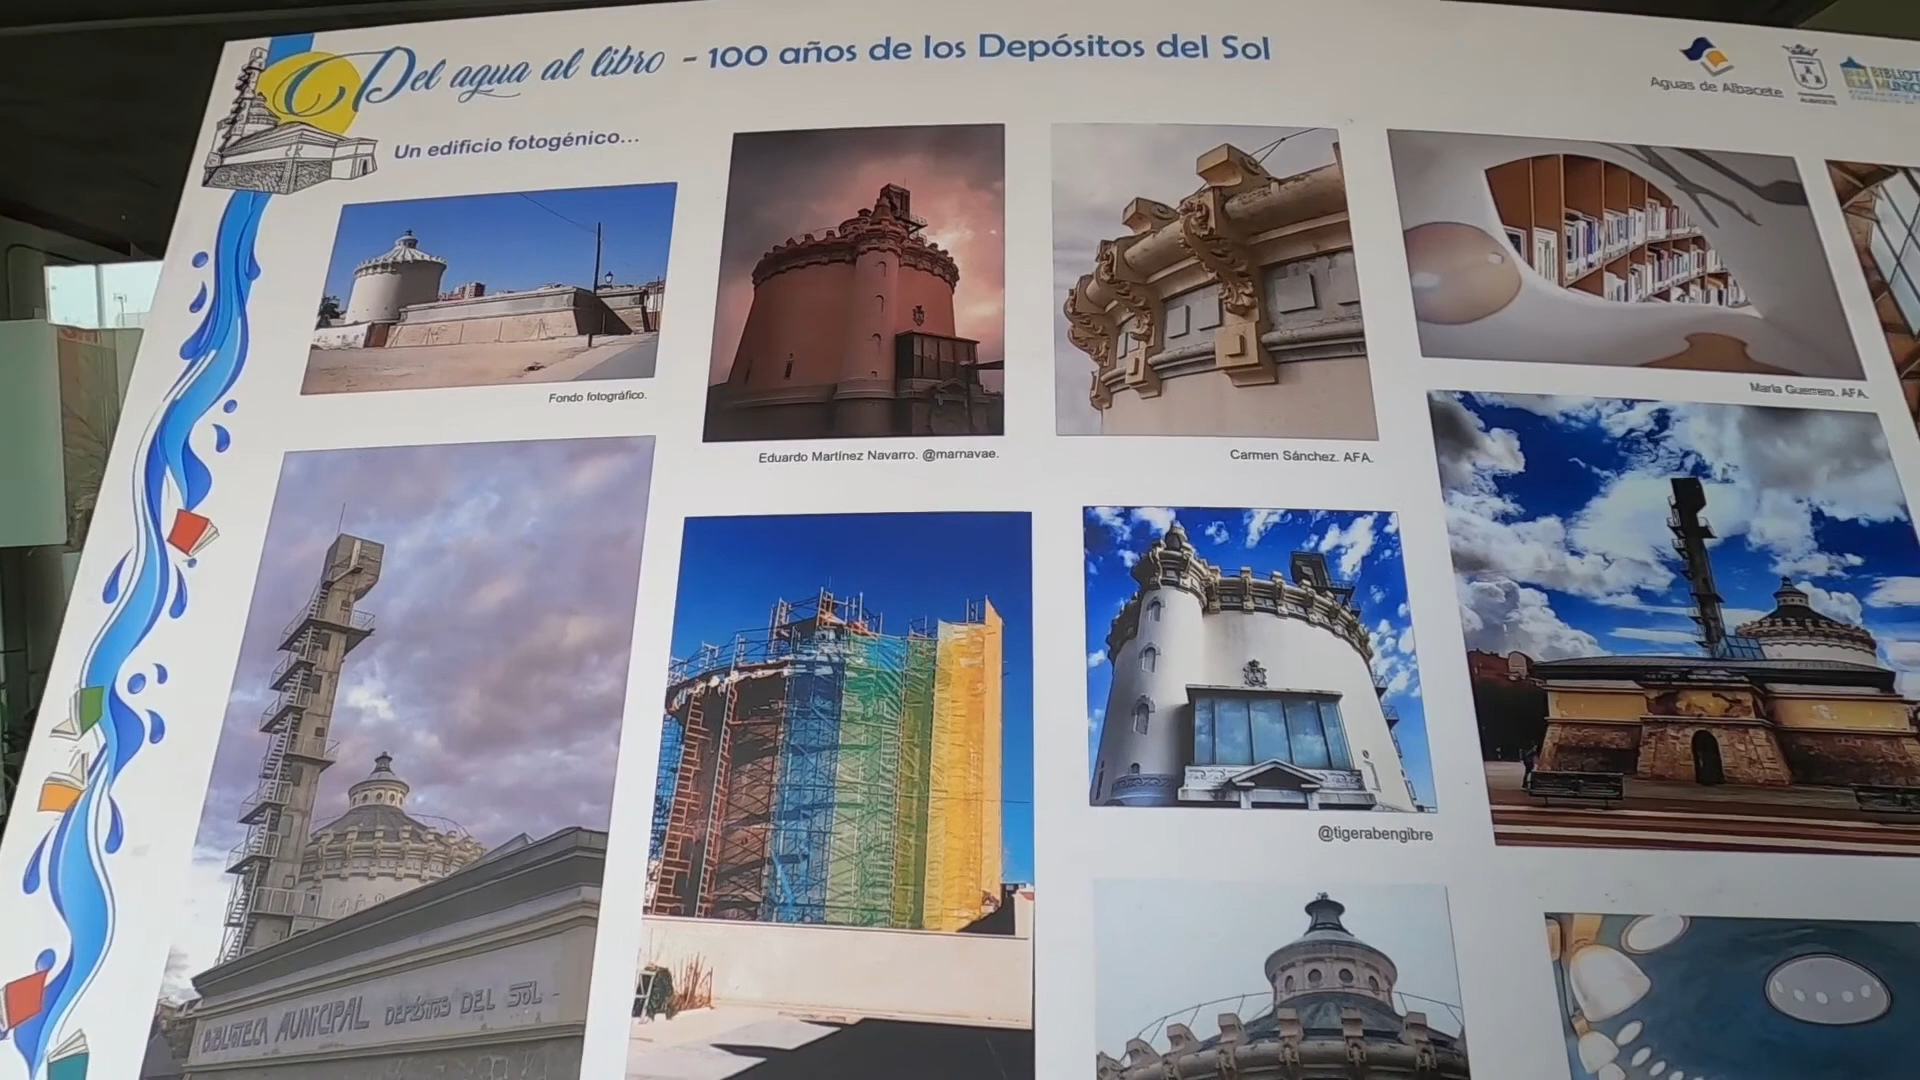 Del agua al libro - 100 años de los Depósitos del Sol
Aguas de Albacete
ALBACETE
Un edificio fotogénico...
Fondo fotográfico.
Eduardo Martínez Navarro. @marnavae.
Carmen Sánchez. AFA.
María Guerrero. AFA.
@tigerabengibre
BIBLIOTECA MUNICIPAL DEPÓSITOS DEL SOL